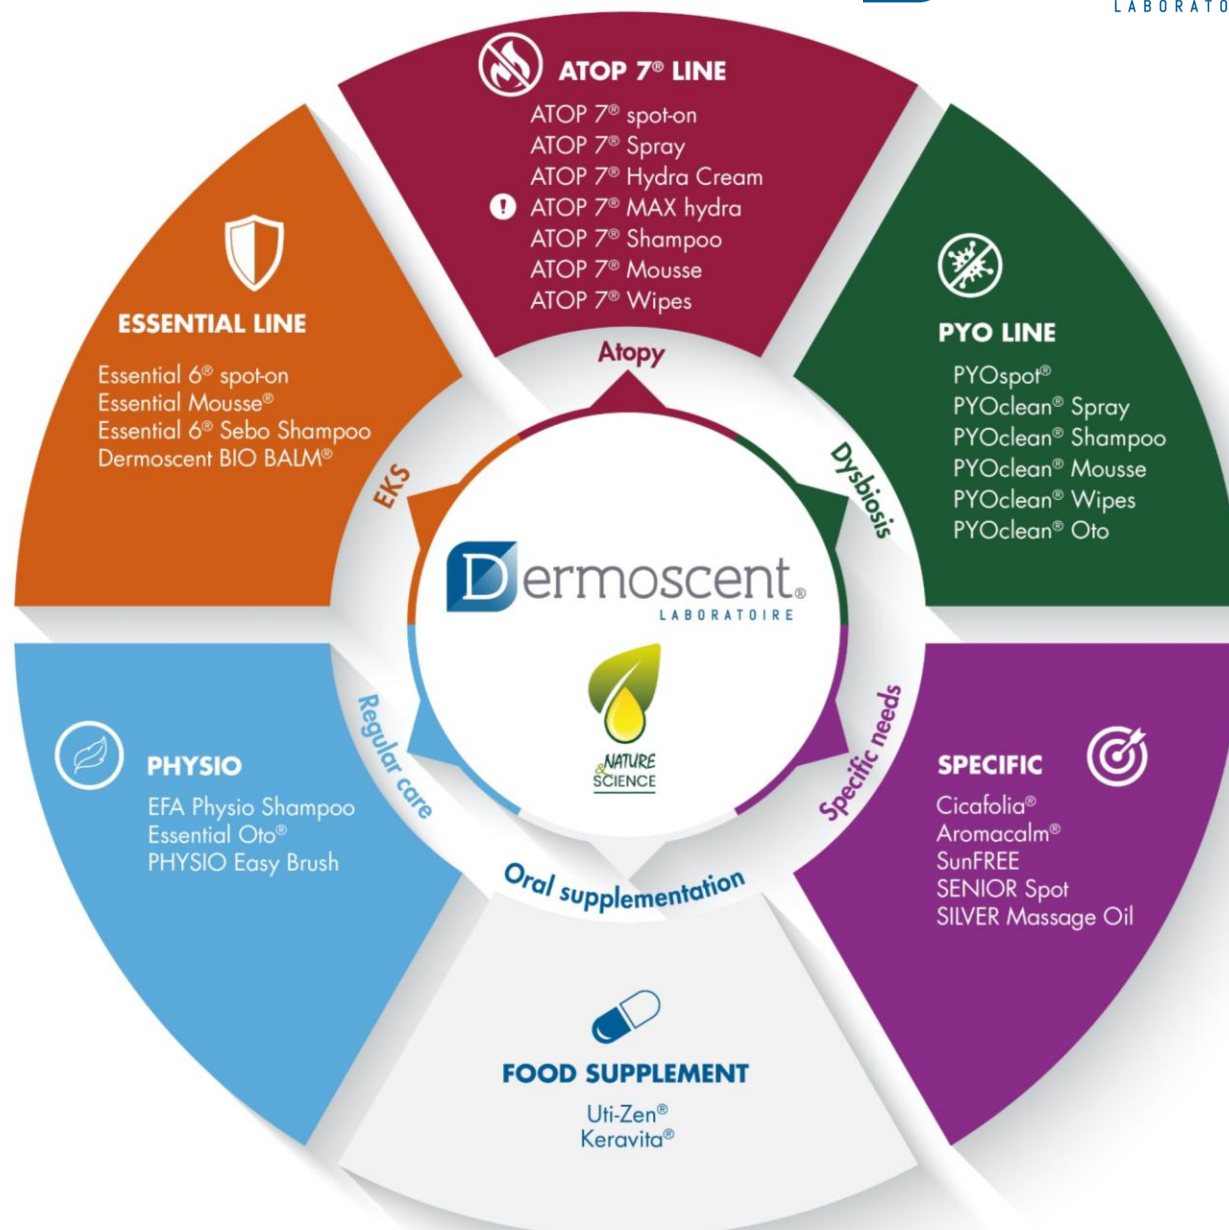 ATOP 7® LINE
ATOP 7® spot-on
ATOP 7® Spray
ATOP 7® Hydra Cream
ATOP 7® MAX hydra
ATOP 7® Shampoo
ATOP 7® Mousse
ATOP 7® Wipes
Atopy
PYO LINE
PYOspot®
PYOclean® Spray
PYOclean® Shampoo
PYOclean® Mousse
PYOclean® Wipes
PYOclean® Oto
Dysbiosis
SPECIFIC
Cicafolia®
Aromacalm®
SunFREE
SENIOR Spot
SILVER Massage Oil
Specific needs
FOOD SUPPLEMENT
Uti-Zen®
Keravita®
Oral supplementation
PHYSIO
EFA Physio Shampoo
Essential Oto®
PHYSIO Easy Brush
Regular care
ESSENTIAL LINE
Essential 6® spot-on
Essential Mousse®
Essential 6® Sebo Shampoo
Dermoscent BIO BALM®
EKS
Dermoscent®
LABORATOIRE
NATURE
& SCIENCE